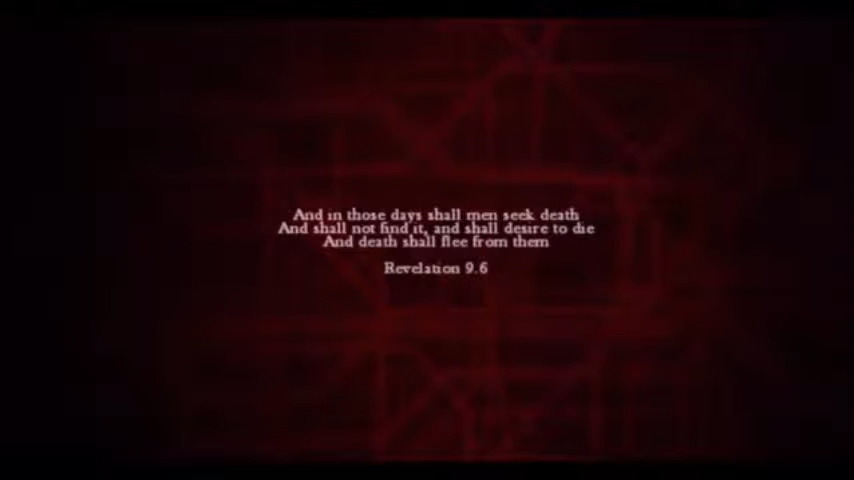 And in those days shall men seek death
And shall not find it, and shall desire to die
And death shall flee from them
Revelation 9.6